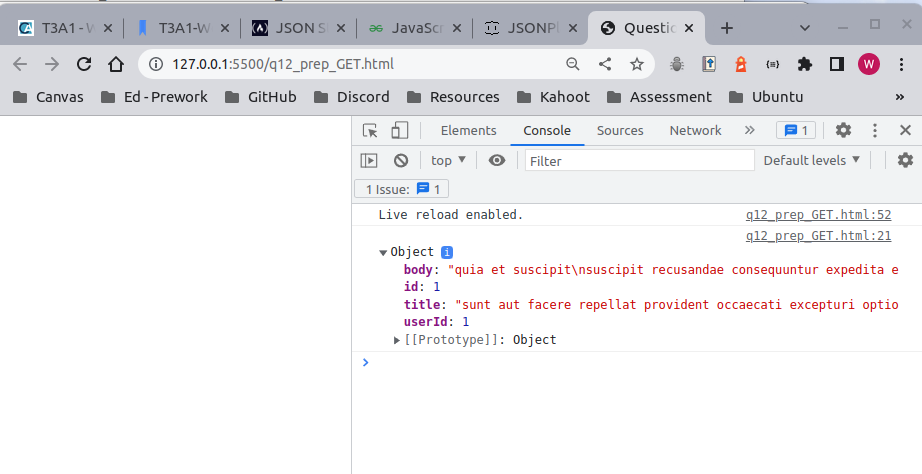 T3A1 - W
T3A1-W
JSON S
JavaScr
JSONPl
Questio
127.0.0.1:5500/q12_prep_GET.html
W
Canvas
Ed - Prework
GitHub
Discord
Resources
Kahoot
Assessment
Ubuntu
»
Elements
Console
Sources
Network
»
1
top
Filter
Default levels
1 Issue: 1
Live reload enabled. q12_prep_GET.html:52
q12_prep_GET.html:21
Object i
body: "quia et suscipit\nsuscipit recusandae consequuntur expedita e
id: 1
title: "sunt aut facere repellat provident occaecati excepturi optio
userId: 1
[[Prototype]]: Object